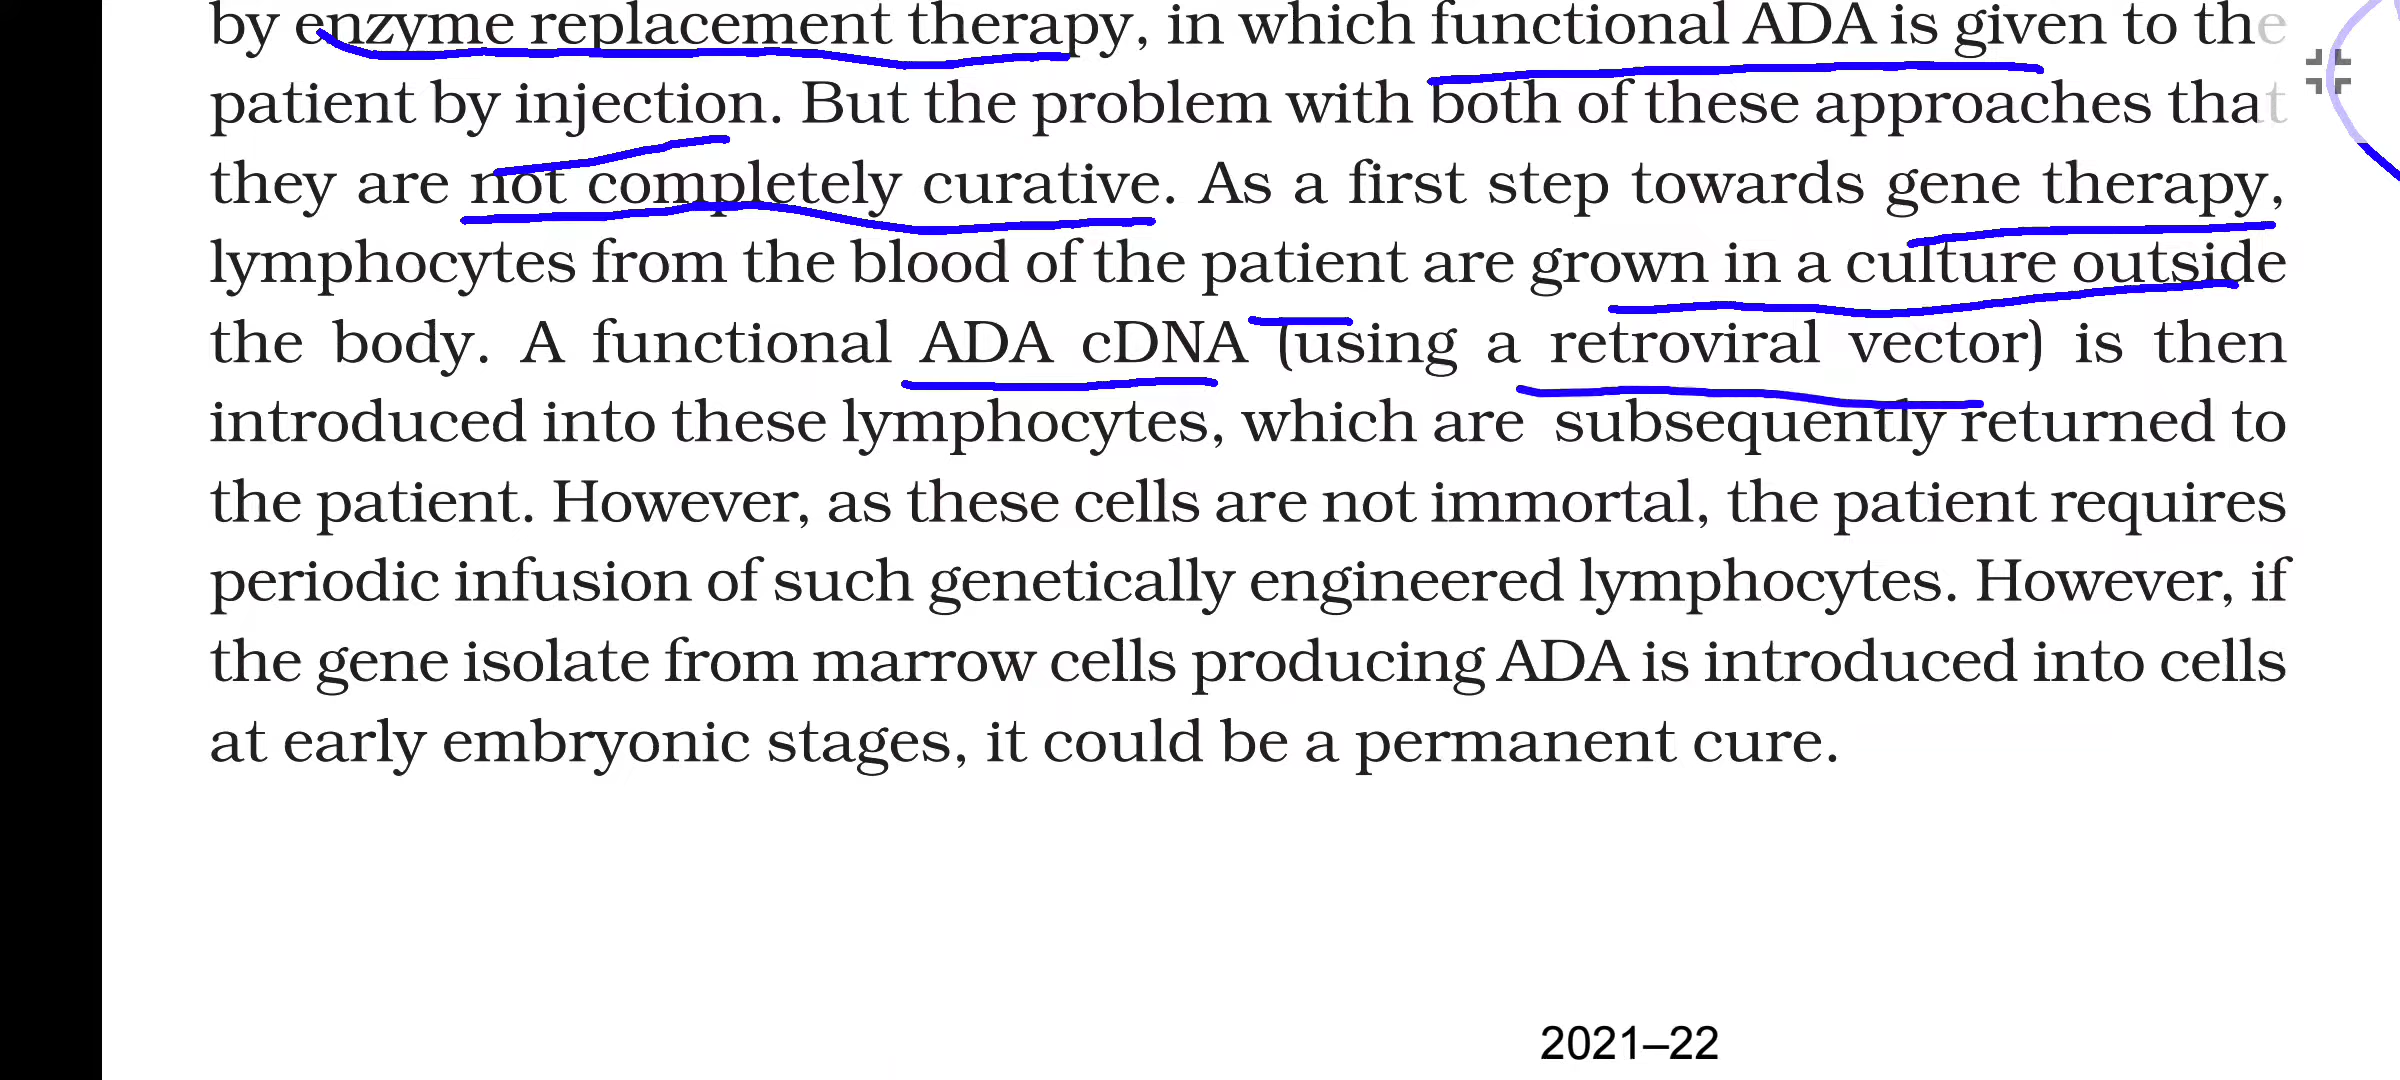 by enzyme replacement therapy, in which functional ADA is given to the
patient by injection. But the problem with both of these approaches that
they are not completely curative. As a first step towards gene therapy,
lymphocytes from the blood of the patient are grown in a culture outside
the body. A functional ADA cDNA (using a retroviral vector) is then
introduced into these lymphocytes, which are subsequently returned to
the patient. However, as these cells are not immortal, the patient requires
periodic infusion of such genetically engineered lymphocytes. However, if
the gene isolate from marrow cells producing ADA is introduced into cells
at early embryonic stages, it could be a permanent cure.
2021–22